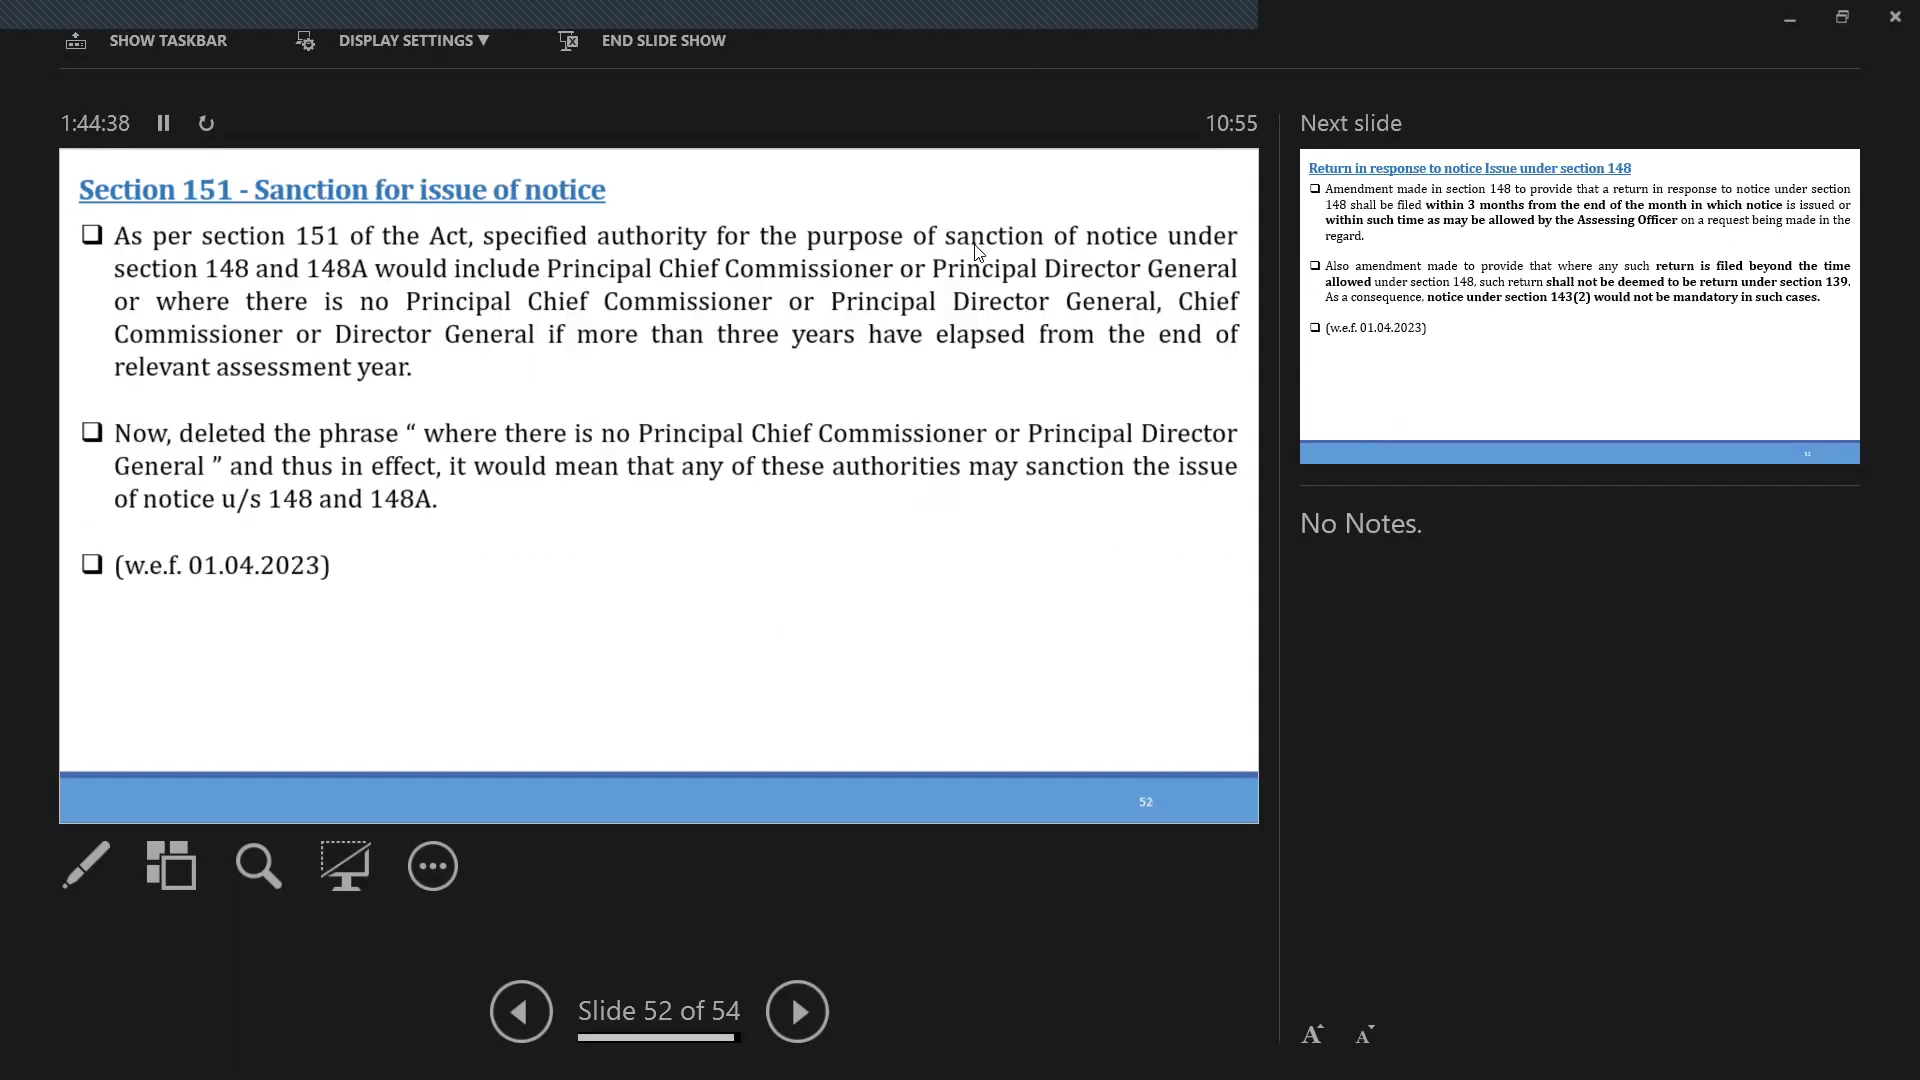 SHOW TASKBAR
DISPLAY SETTINGS ▼
END SLIDE SHOW
1:44:38
10:55
Section 151 - Sanction for issue of notice
❑ As per section 151 of the Act, specified authority for the purpose of sanction of notice under
section 148 and 148A would include Principal Chief Commissioner or Principal Director General
or where there is no Principal Chief Commissioner or Principal Director General, Chief
Commissioner or Director General if more than three years have elapsed from the end of
relevant assessment year.
❑ Now, deleted the phrase “ where there is no Principal Chief Commissioner or Principal Director
General ” and thus in effect, it would mean that any of these authorities may sanction the issue
of notice u/s 148 and 148A.
❑ (w.e.f. 01.04.2023)
52
Slide 52 of 54
Next slide
Return in response to notice Issue under section 148
❑ Amendment made in section 148 to provide that a return in response to notice under section
148 shall be filed within 3 months from the end of the month in which notice is issued or
within such time as may be allowed by the Assessing Officer on a request being made in the
regard.
❑ Also amendment made to provide that where any such return is filed beyond the time
allowed under section 148, such return shall not be deemed to be return under section 139.
As a consequence, notice under section 143(2) would not be mandatory in such cases.
❑ (w.e.f. 01.04.2023)
No Notes.
A A